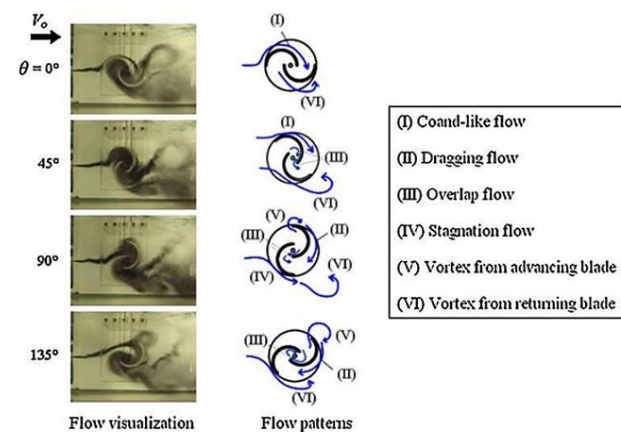 Vo
θ = 0°
(I)
(VI)
45°
(I)
(III)
(VI)
90°
(V)
(III)
(II)
(IV)
(VI)
135°
(III)
(V)
(II)
(VI)
Flow visualization
Flow patterns
(I) Coand-like flow
(II) Dragging flow
(III) Overlap flow
(IV) Stagnation flow
(V) Vortex from advancing blade
(VI) Vortex from returning blade